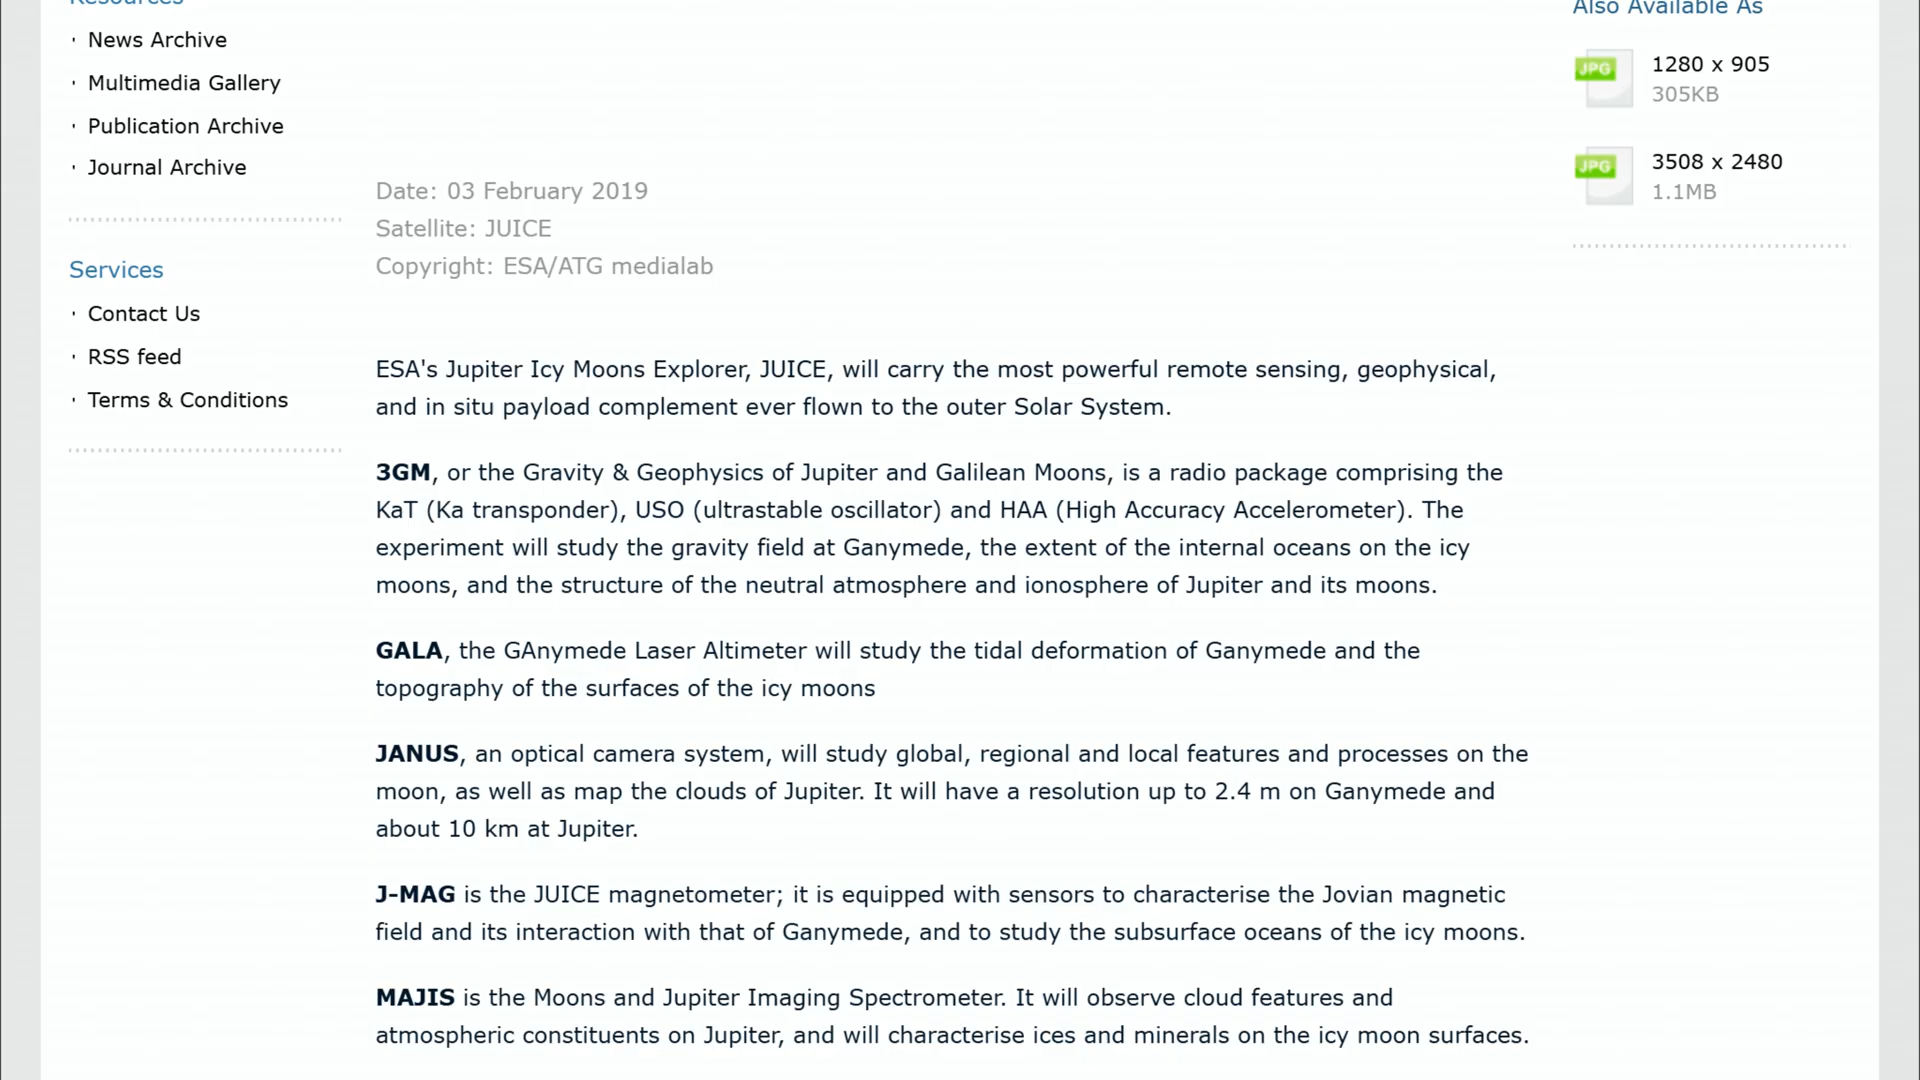 Resources
· News Archive
· Multimedia Gallery
· Publication Archive
· Journal Archive
Services
· Contact Us
· RSS feed
· Terms & Conditions
Date: 03 February 2019
Satellite: JUICE
Copyright: ESA/ATG medialab
ESA's Jupiter Icy Moons Explorer, JUICE, will carry the most powerful remote sensing, geophysical,
and in situ payload complement ever flown to the outer Solar System.
3GM, or the Gravity & Geophysics of Jupiter and Galilean Moons, is a radio package comprising the
KaT (Ka transponder), USO (ultrastable oscillator) and HAA (High Accuracy Accelerometer). The
experiment will study the gravity field at Ganymede, the extent of the internal oceans on the icy
moons, and the structure of the neutral atmosphere and ionosphere of Jupiter and its moons.
GALA, the GAnymede Laser Altimeter will study the tidal deformation of Ganymede and the
topography of the surfaces of the icy moons
JANUS, an optical camera system, will study global, regional and local features and processes on the
moon, as well as map the clouds of Jupiter. It will have a resolution up to 2.4 m on Ganymede and
about 10 km at Jupiter.
J-MAG is the JUICE magnetometer; it is equipped with sensors to characterise the Jovian magnetic
field and its interaction with that of Ganymede, and to study the subsurface oceans of the icy moons.
MAJIS is the Moons and Jupiter Imaging Spectrometer. It will observe cloud features and
atmospheric constituents on Jupiter, and will characterise ices and minerals on the icy moon surfaces.
Also Available As
JPG
1280 x 905
305KB
JPG
3508 x 2480
1.1MB